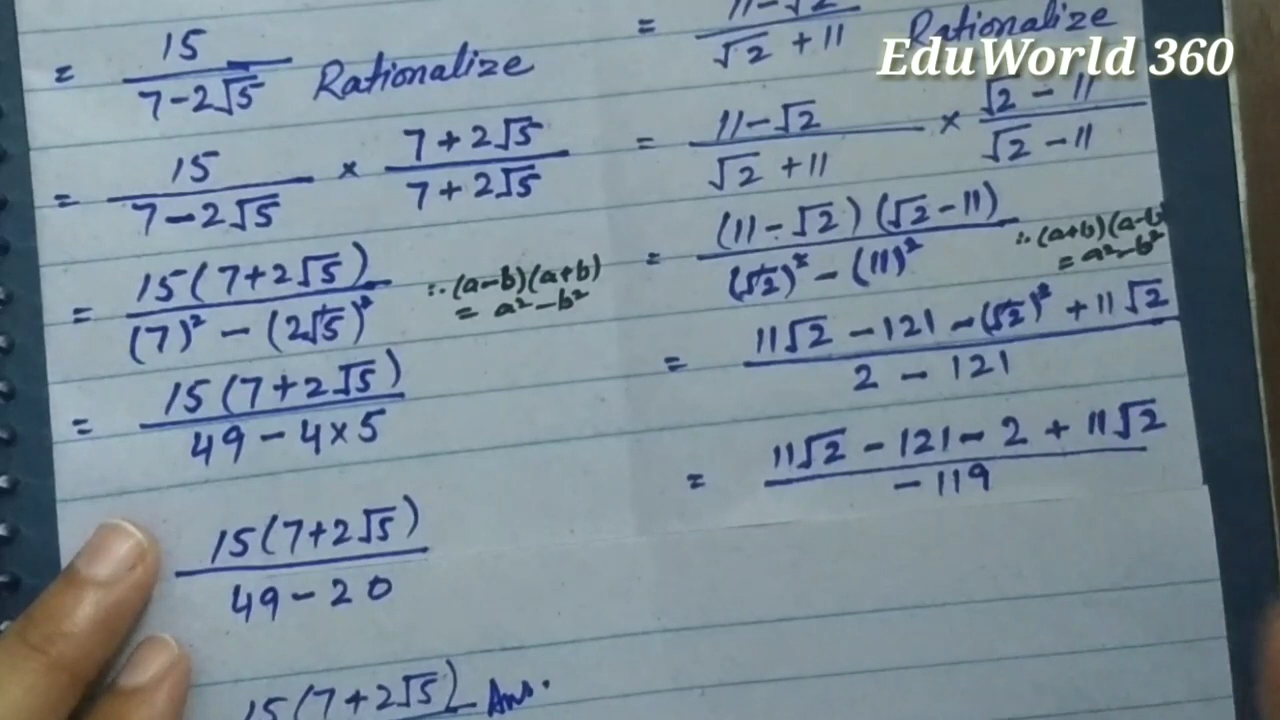 = 15 / 7-2√5 Rationalize
= 15 / 7-2√5 × 7+2√5 / 7+2√5
= 15(7+2√5) / (7)² - (2√5)² ∵ (a-b)(a+b) = a²-b²
= 15(7+2√5) / 49-4×5
15(7+2√5) / 49-20
15(7+2√5) Ans.
= 11-√2 / √2+11 Rationalize
= 11-√2 / √2+11 × √2-11 / √2-11
= (11-√2)(√2-11) / (√2)² - (11)² ∵ (a+b)(a-b) = a²-b²
= 11√2 - 121 - (√2)² + 11√2 / 2 - 121
= 11√2 - 121 - 2 + 11√2 / -119
EduWorld 360